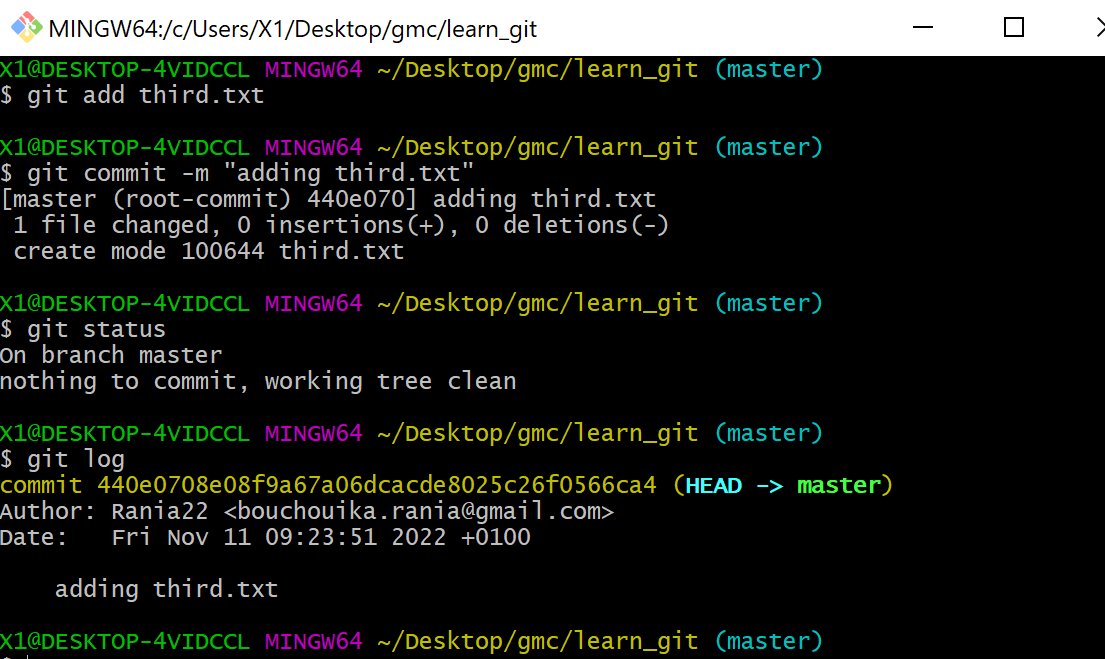 MINGW64:/c/Users/X1/Desktop/gmc/learn_git
X1@DESKTOP-4VIDCCL MINGW64 ~/Desktop/gmc/learn_git (master)
$ git add third.txt
X1@DESKTOP-4VIDCCL MINGW64 ~/Desktop/gmc/learn_git (master)
$ git commit -m "adding third.txt"
[master (root-commit) 440e070] adding third.txt
 1 file changed, 0 insertions(+), 0 deletions(-)
 create mode 100644 third.txt
X1@DESKTOP-4VIDCCL MINGW64 ~/Desktop/gmc/learn_git (master)
$ git status
On branch master
nothing to commit, working tree clean
X1@DESKTOP-4VIDCCL MINGW64 ~/Desktop/gmc/learn_git (master)
$ git log
commit 440e0708e08f9a67a06dcacde8025c26f0566ca4 (HEAD -> master)
Author: Rania22 <bouchouika.rania@gmail.com>
Date:   Fri Nov 11 09:23:51 2022 +0100
    adding third.txt
X1@DESKTOP-4VIDCCL MINGW64 ~/Desktop/gmc/learn_git (master)